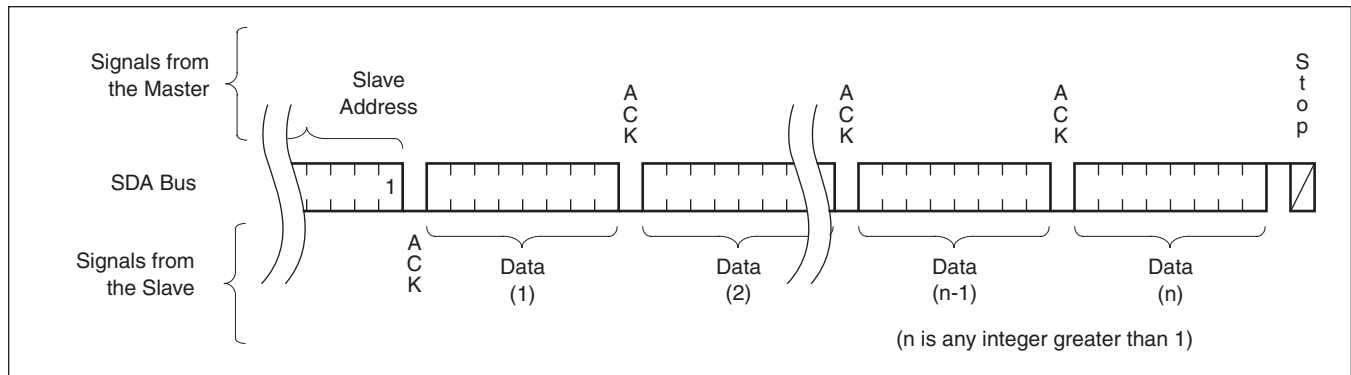 Signals from
the Master
Slave
Address
A
C
K
A
C
K
A
C
K
S
t
o
p
SDA Bus
1
Signals from
the Slave
A
C
K
Data
(1)
Data
(2)
Data
(n-1)
Data
(n)
(n is any integer greater than 1)